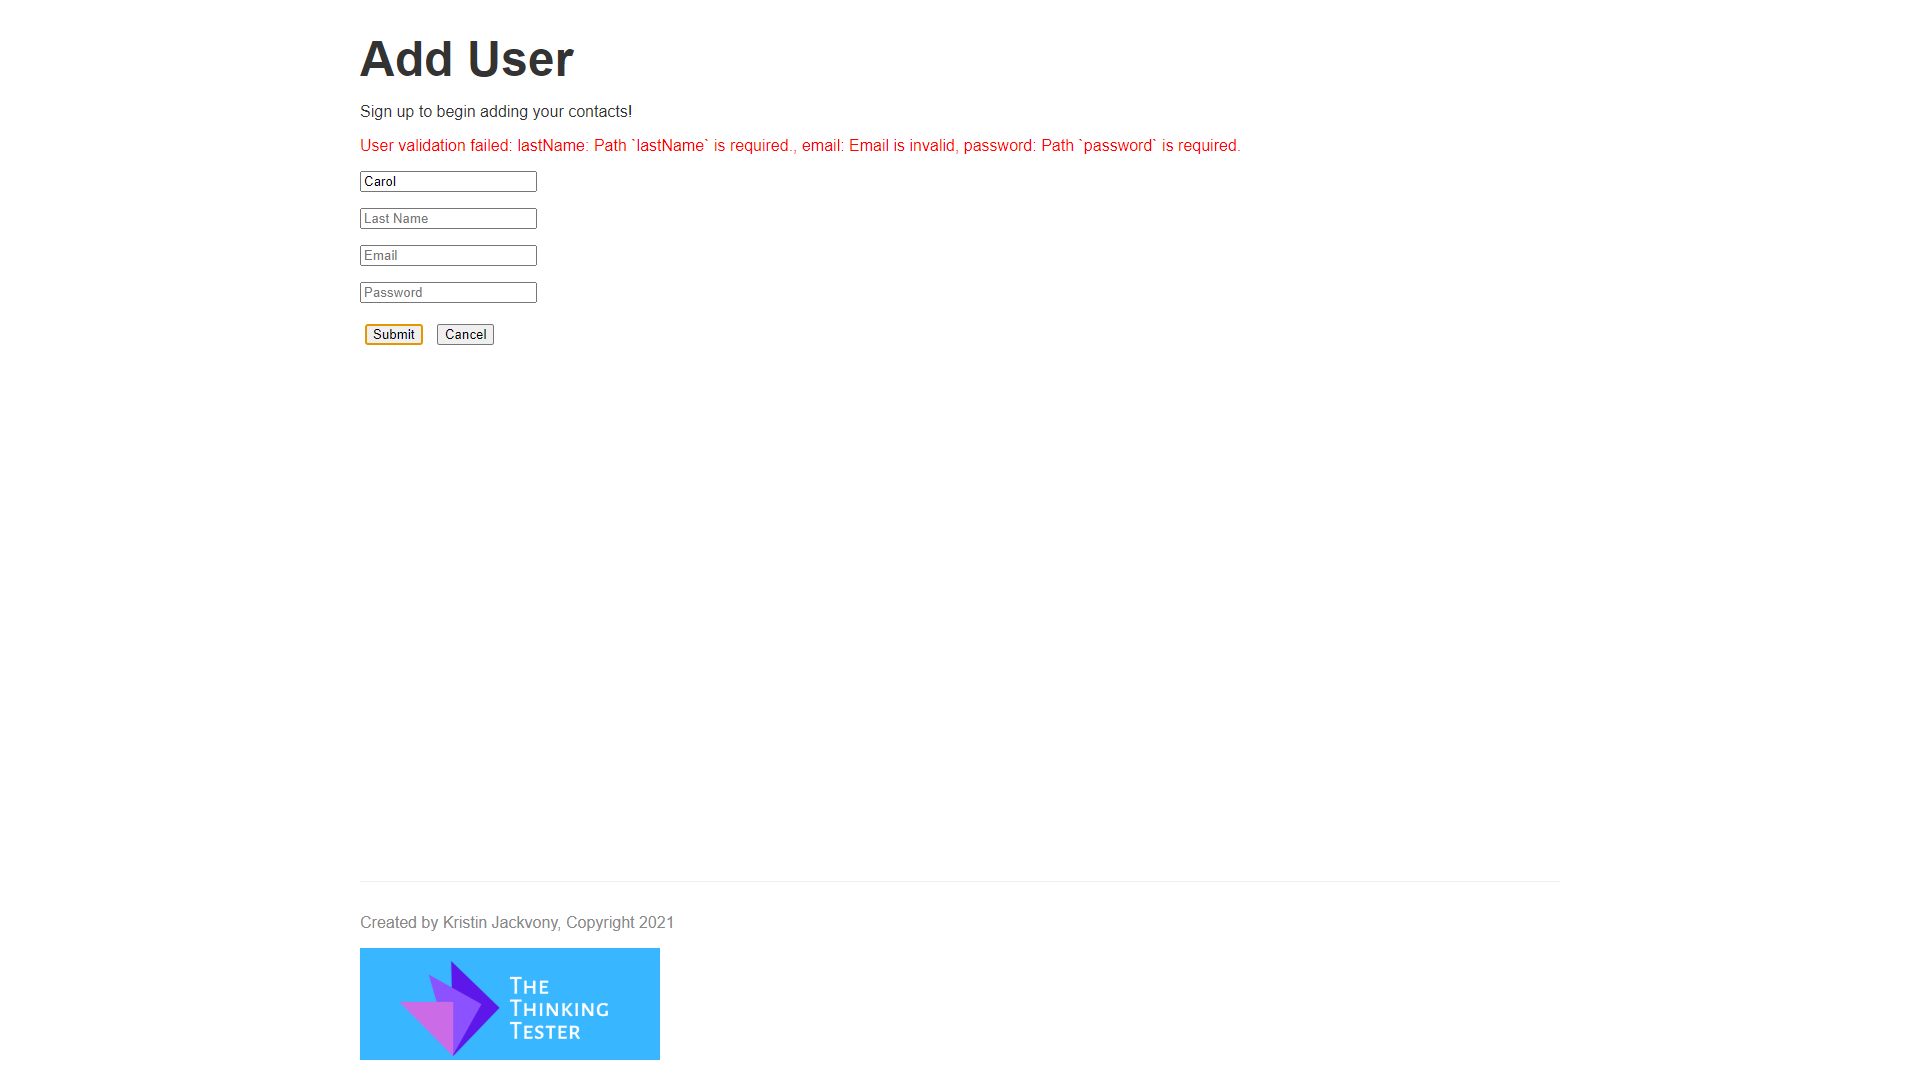 Add User
Sign up to begin adding your contacts!
User validation failed: lastName: Path `lastName` is required., email: Email is invalid, password: Path `password` is required.
Carol
Last Name
Email
Password
Submit Cancel
Created by Kristin Jackvony, Copyright 2021
THE
THINKING
TESTER